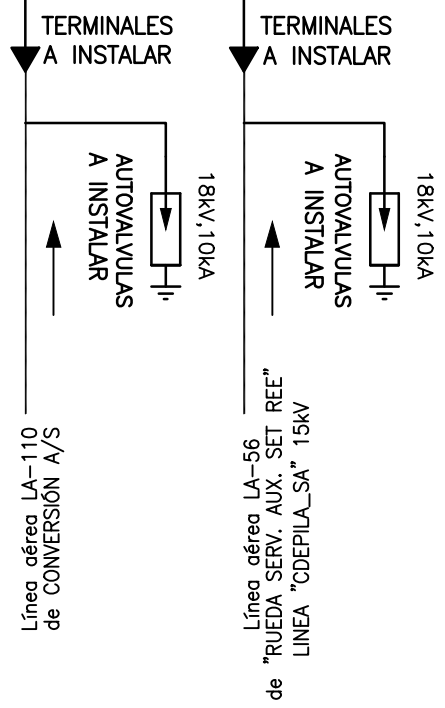 TERMINALES
A INSTALAR
18kV,10kA
AUTOVALVULAS
A INSTALAR
Línea aérea LA-110
de CONVERSIÓN A/S
TERMINALES
A INSTALAR
18kV,10kA
AUTOVALVULAS
A INSTALAR
Línea aérea LA-56
de "RUEDA SERV. AUX. SET REE"
LINEA "CDEPILA_SA" 15kV